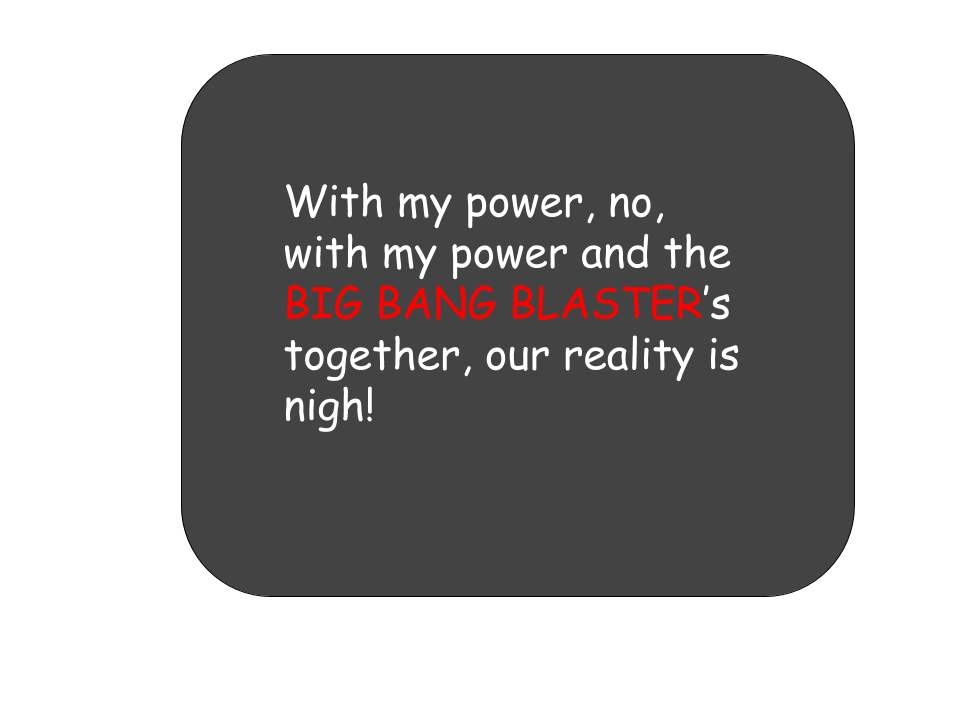 With my power, no,
with my power and the
BIG BANG BLASTER’s
together, our reality is
nigh!